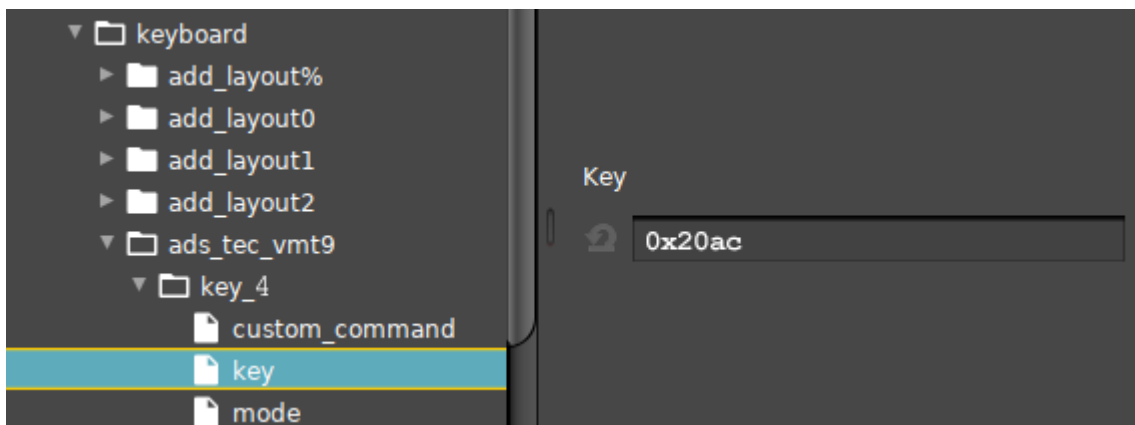 keyboard
add_layout%
add_layout0
add_layout1
add_layout2
ads_tec_vmt9
key_4
custom_command
key
mode
Key
0x20ac